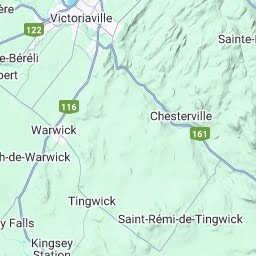 ère
Victoriaville
122
Sainte-
e-Béréli
bert
116
Chesterville
161
Warwick
h-de-Warwick
Tingwick
Saint-Rémi-de-Tingwick
y Falls
Kingsey
Station